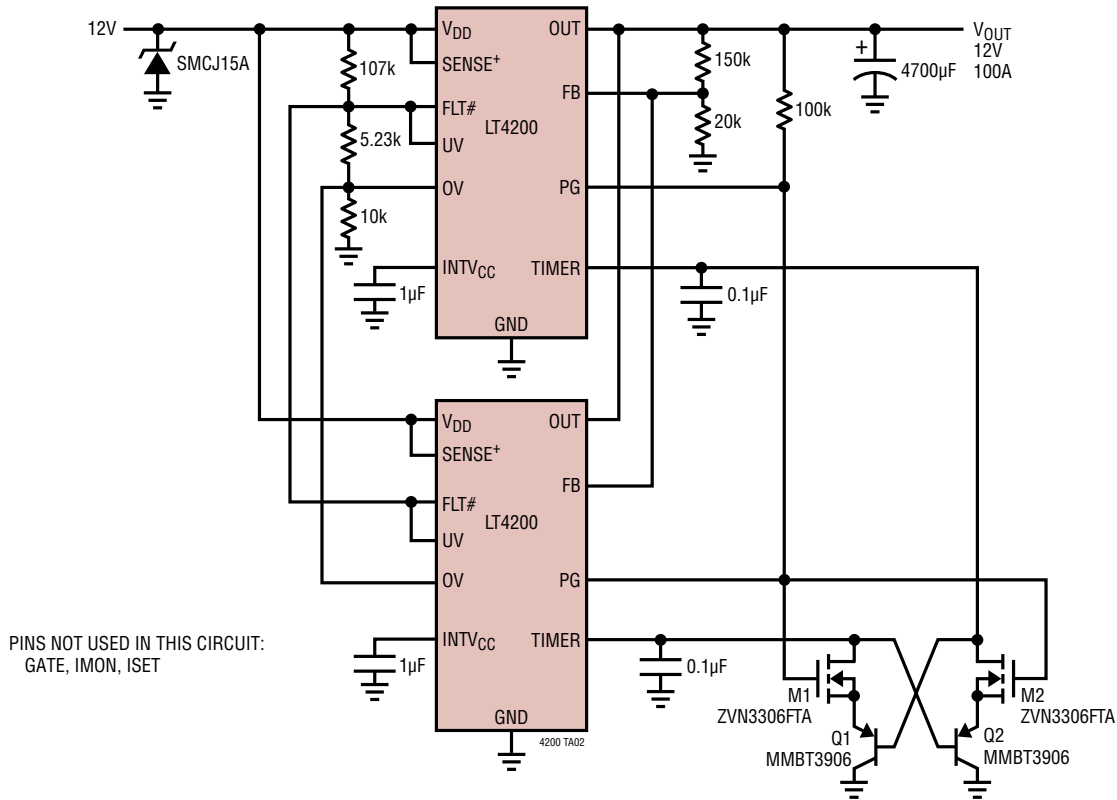 12V
SMCJ15A
107k
5.23k
10k
1µF
VDD
SENSE+
FLT#
UV
OV
INTVCC
LT4200
GND
OUT
FB
PG
TIMER
150k
20k
100k
0.1µF
+
4700µF
VOUT
12V
100A
VDD
SENSE+
FLT#
UV
OV
INTVCC
LT4200
GND
OUT
FB
PG
TIMER
1µF
0.1µF
4200 TA02
M1
ZVN3306FTA
Q1
MMBT3906
M2
ZVN3306FTA
Q2
MMBT3906
PINS NOT USED IN THIS CIRCUIT:
GATE, IMON, ISET